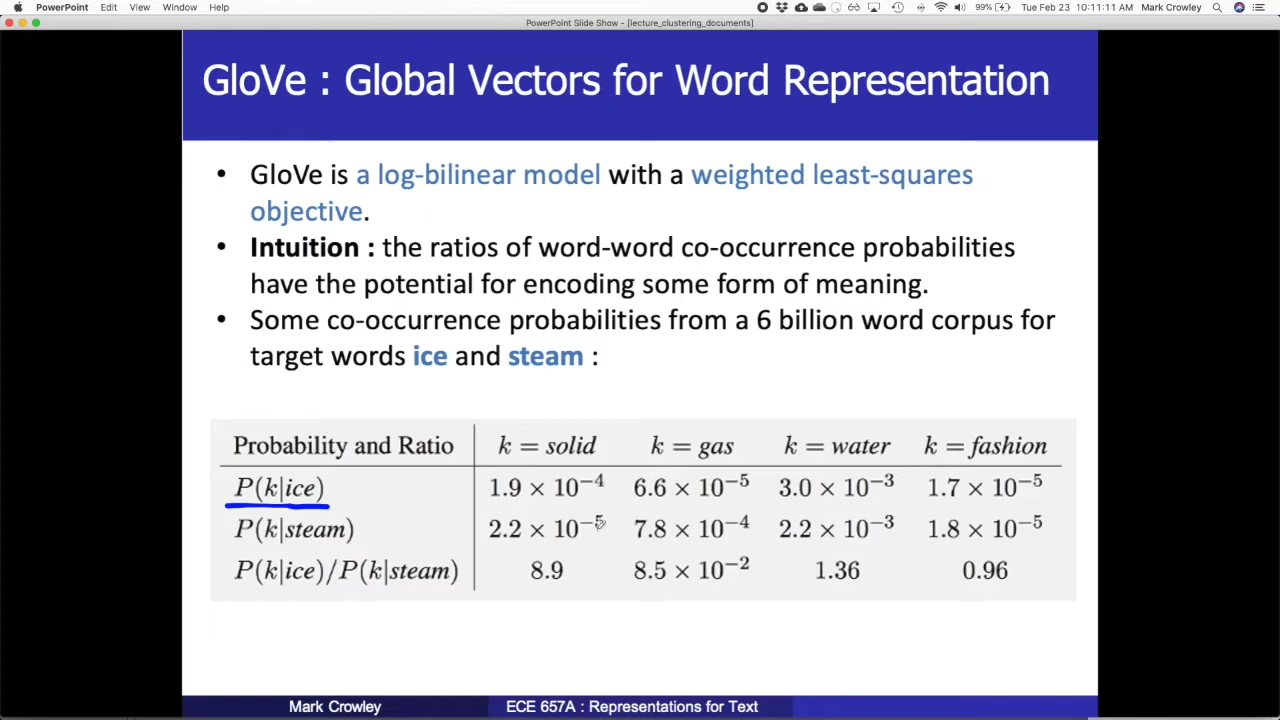 PowerPoint Edit View Window Help 99% Tue Feb 23 10:11:11 AM Mark Crowley
PowerPoint Slide Show - [lecture_clustering_documents]
GloVe : Global Vectors for Word Representation
• GloVe is a log-bilinear model with a weighted least-squares
objective.
• Intuition : the ratios of word-word co-occurrence probabilities
have the potential for encoding some form of meaning.
• Some co-occurrence probabilities from a 6 billion word corpus for
target words ice and steam :
Probability and Ratio k = solid k = gas k = water k = fashion
P(k|ice) 1.9 × 10⁻⁴ 6.6 × 10⁻⁵ 3.0 × 10⁻³ 1.7 × 10⁻⁵
P(k|steam) 2.2 × 10⁻⁵ 7.8 × 10⁻⁴ 2.2 × 10⁻³ 1.8 × 10⁻⁵
P(k|ice)/P(k|steam) 8.9 8.5 × 10⁻² 1.36 0.96
Mark Crowley ECE 657A : Representations for Text